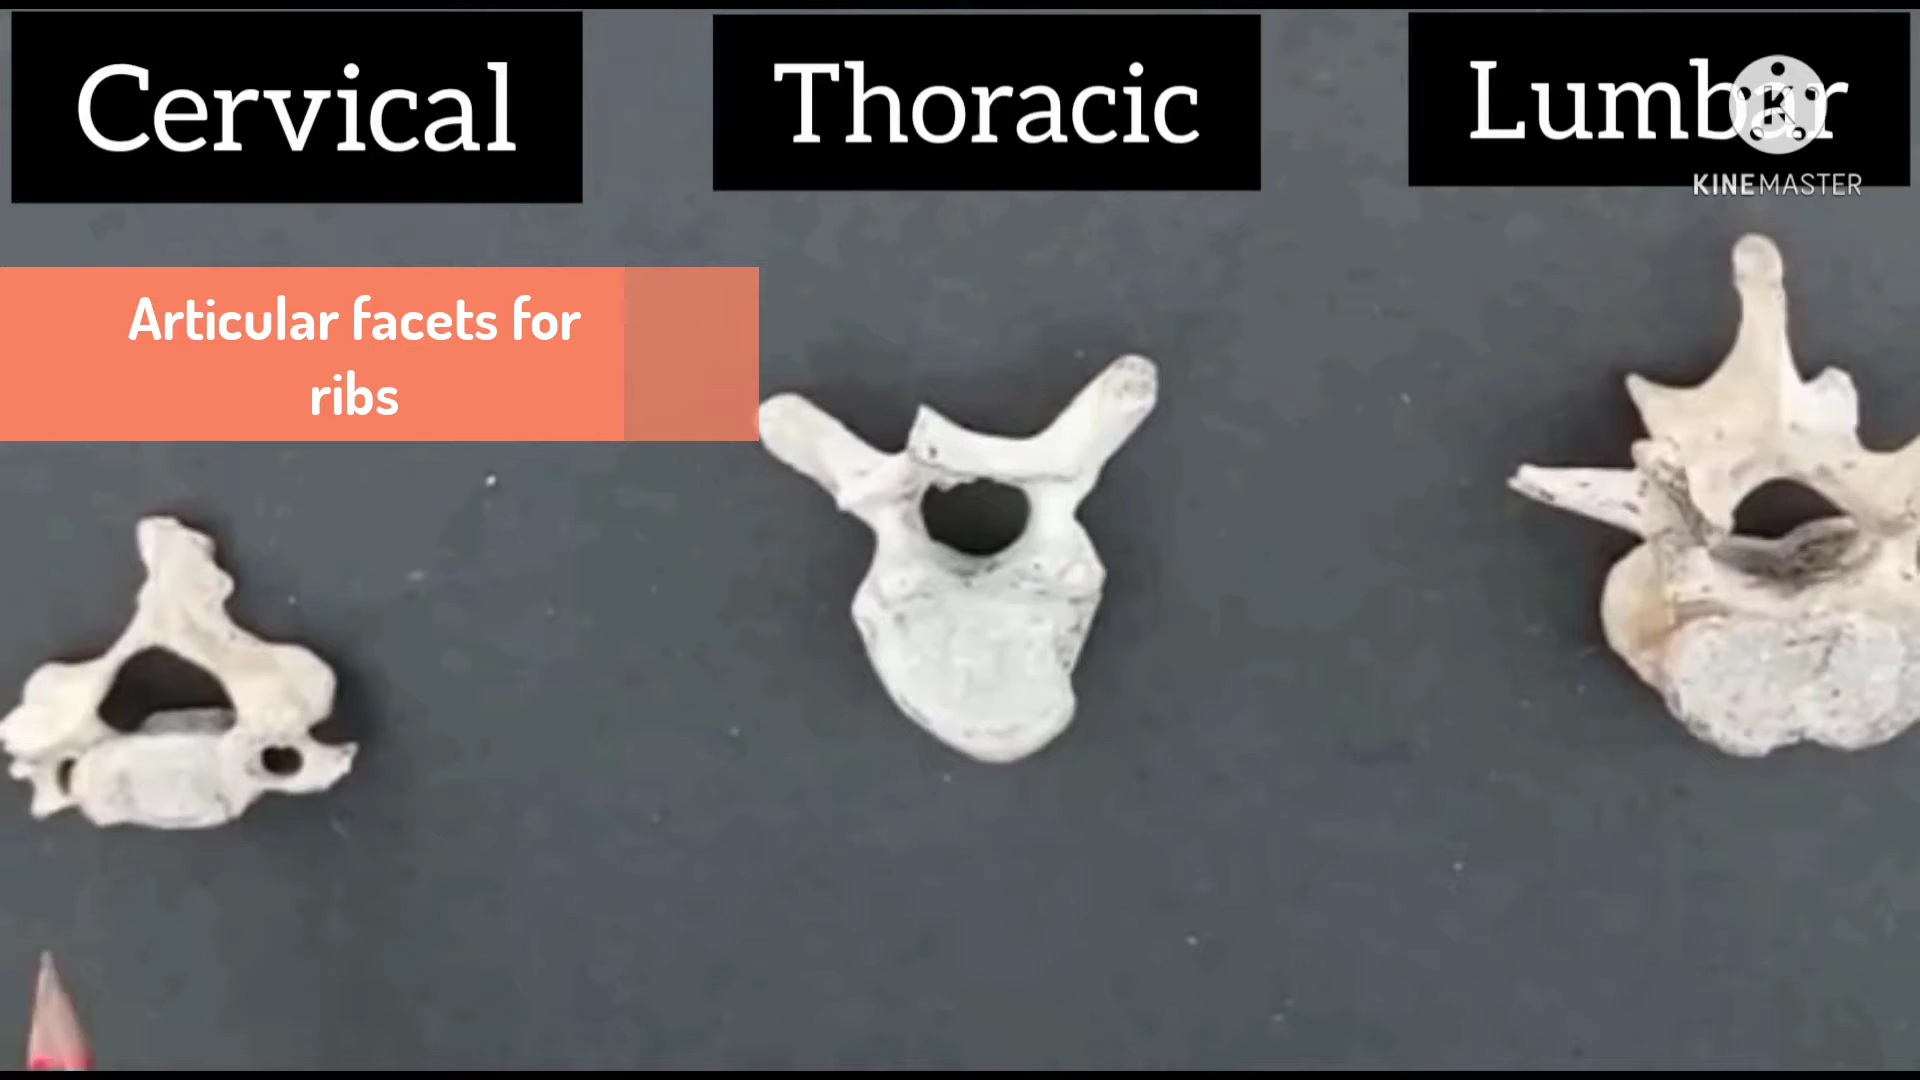 Cervical
Thoracic
Lumbar
K
KINEMASTER
Articular facets for
ribs